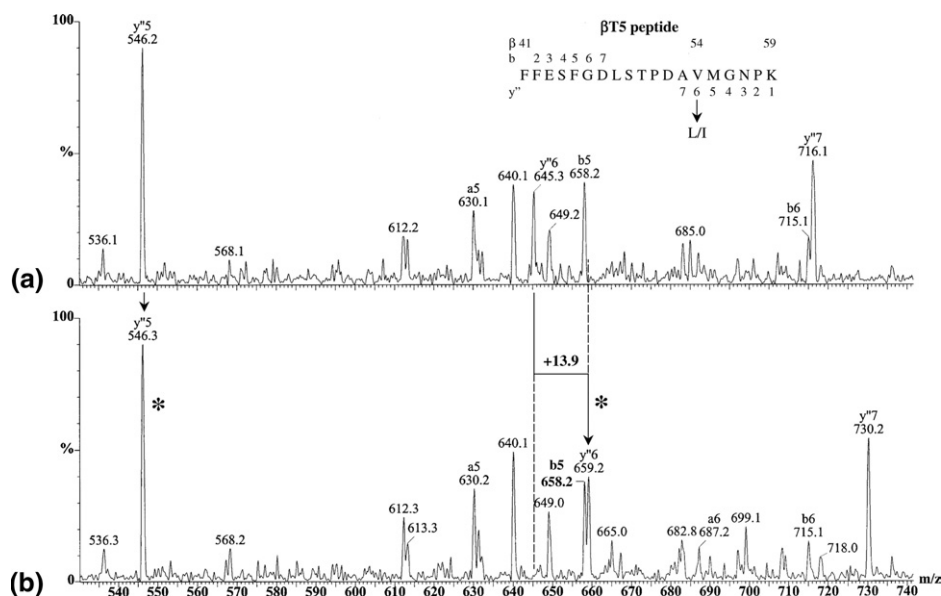 100
%
0
(a)
βT5 peptide
β 41 54 59
b 2 3 4 5 6 7
F F E S F G D L S T P D A V M G N P K
y" 7 6 5 4 3 2 1
L/I
536.1
y"5
546.2
568.1
612.2
a5
630.1
640.1
y"6
645.3
649.2
b5
658.2
685.0
b6
715.1
y"7
716.1
100
%
0
(b)
536.3
y"5
546.3
*
568.2
612.3
613.3
a5
630.2
640.1
649.0
+13.9
*
b5
658.2
y"6
659.2
665.0
682.8
a6
687.2
699.1
b6
715.1
718.0
y"7
730.2
540 550 560 570 580 590 600 610 620 630 640 650 660 670 680 690 700 710 720 730 740 m/z